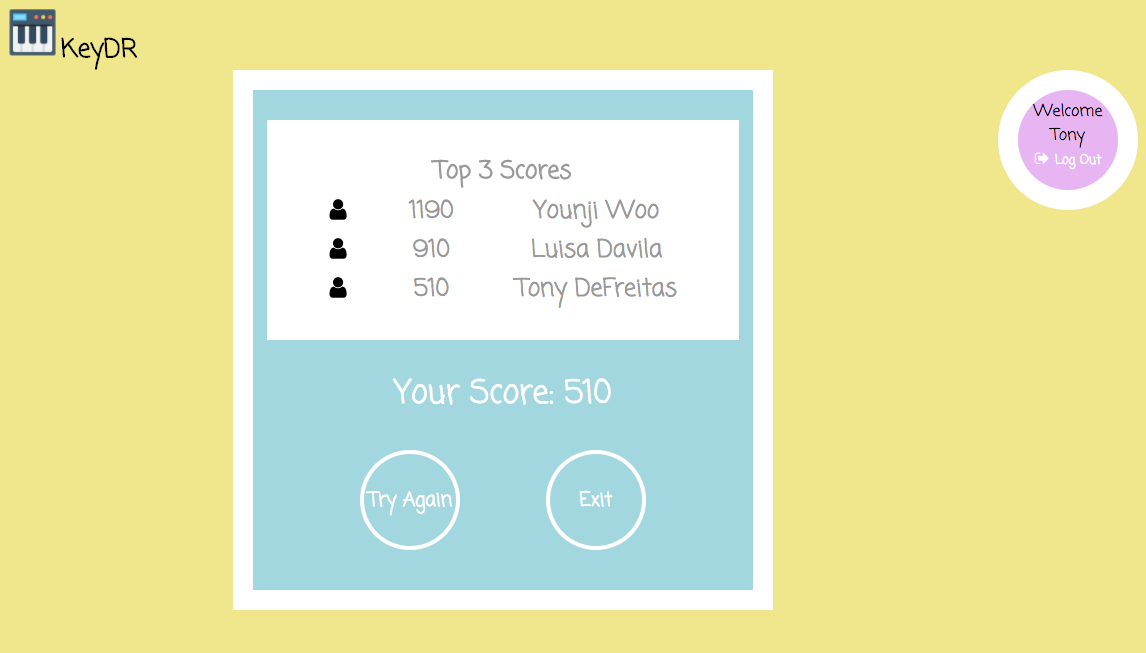 KeyDR
Welcome
Tony
Log Out
Top 3 Scores
1190 Younji Woo
910 Luisa Davila
510 Tony DeFreitas
Your Score: 510
Try Again
Exit